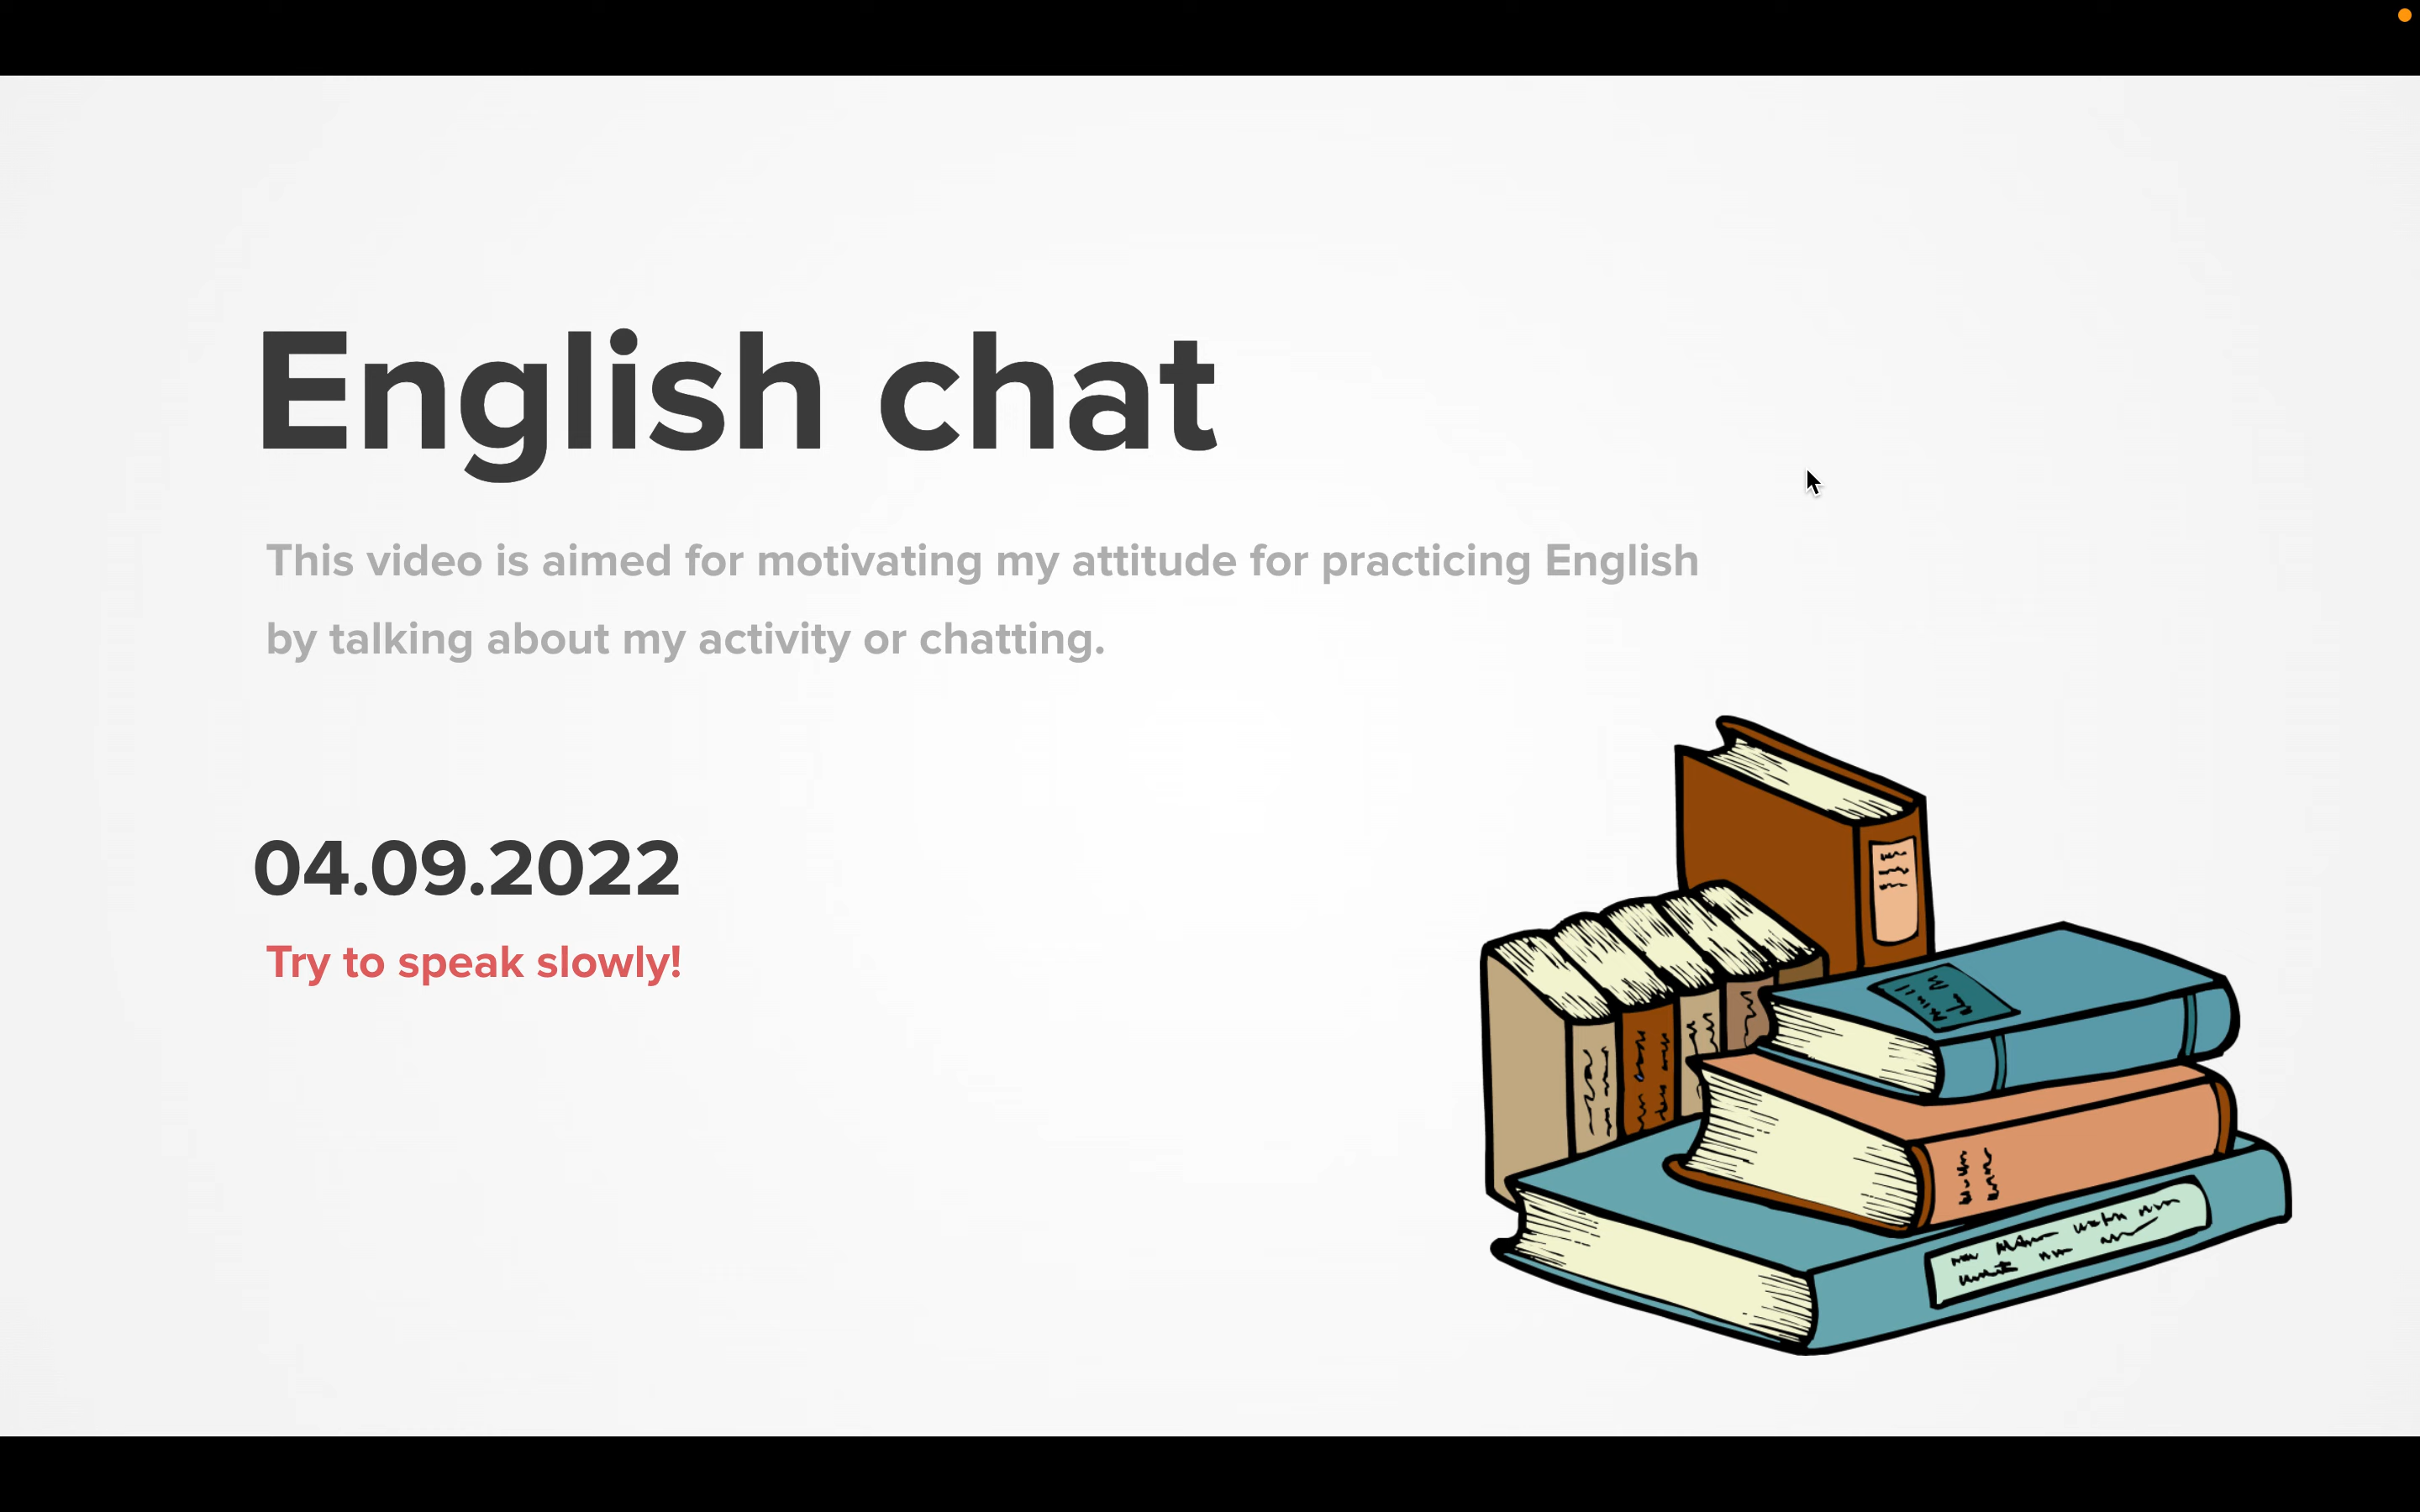 English chat
This video is aimed for motivating my attitude for practicing English
by talking about my activity or chatting.
04.09.2022
Try to speak slowly!